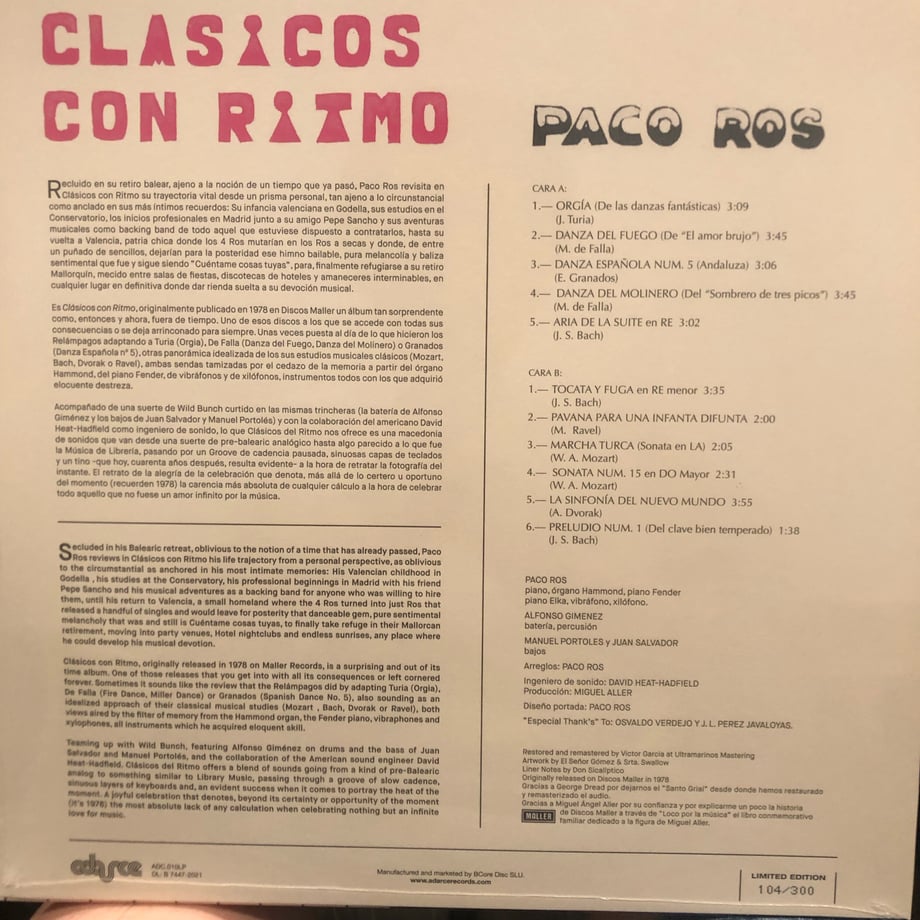 CLASICOS
CON RITMO
Recluido en su retiro balear, ajeno a la noción de un tiempo que ya pasó, Paco Ros revisita en
Clásicos con Ritmo su trayectoria vital desde un prisma personal, tan ajeno a lo circunstancial
como anclado en sus más íntimos recuerdos: Su infancia valenciana en Godella, sus estudios en el
Conservatorio, los inicios profesionales en Madrid junto a su amigo Pepe Sancho y sus aventuras
musicales como backing band de todo aquel que estuviese dispuesto a contratarlos, hasta su
vuelta a Valencia, patria chica donde los 4 Ros mutarían en los Ros a secas y donde, de entre
un puñado de sencillos, dejarían para la posteridad ese himno bailable, pura melancolía y baliza
sentimental que fue y sigue siendo "Cuéntame cosas tuyas", para, finalmente refugiarse a su retiro
Mallorquín, mecido entre salas de fiestas, discotecas de hoteles y amaneceres interminables, en
cualquier lugar en definitiva donde dar rienda suelta a su devoción musical.
Es Clásicos con Ritmo, originalmente publicado en 1978 en Discos Maller un álbum tan sorprendente
como, entonces y ahora, fuera de tiempo. Uno de esos discos a los que se accede con todas sus
consecuencias o se deja arrinconado para siempre. Unas veces puesta al día de lo que hicieron los
Relámpagos adaptando a Turia (Orgia), De Falla (Danza del Fuego, Danza del Molinero) o Granados
(Danza Española nº 5), otras panorámica idealizada de los sus estudios musicales clásicos (Mozart,
Bach, Dvorak o Ravel), ambas sendas tamizadas por el cedazo de la memoria a partir del órgano
Hammond, del piano Fender, de vibráfonos y de xilófonos, instrumentos todos con los que adquirió
elocuente destreza.
Acompañado de una suerte de Wild Bunch curtido en las mismas trincheras (la batería de Alfonso
Giménez y los bajos de Juan Salvador y Manuel Portolés) y con la colaboración del americano David
Heat-Hadfield como ingeniero de sonido, lo que Clásicos del Ritmo nos ofrece es una macedonia
de sonidos que van desde una suerte de pre-balearic analógico hasta algo parecido a lo que fue
la Música de Librería, pasando por un Groove de cadencia pausada, sinuosas capas de teclados
y un tino -que hoy, cuarenta años después, resulta evidente- a la hora de retratar la fotografía del
instante. El retrato de la alegría de la celebración que denota, más allá de lo certero u oportuno
del momento (recuerden 1978) la carencia más absoluta de cualquier cálculo a la hora de celebrar
todo aquello que no fuese un amor infinito por la música.
Secluded in his Balearic retreat, oblivious to the notion of a time that has already passed, Paco
Ros reviews in Clásicos con Ritmo his life trajectory from a personal perspective, as oblivious
to the circumstantial as anchored in his most intimate memories: His Valencian childhood in
Godella , his studies at the Conservatory, his professional beginnings in Madrid with his friend
Pepe Sancho and his musical adventures as a backing band for anyone who was willing to hire
them, until his return to Valencia, a small homeland where the 4 Ros turned into just Ros that
released a handful of singles and would leave for posterity that danceable gem, pure sentimental
melancholy that was and still is Cuéntame cosas tuyas, to finally take refuge in their Mallorcan
retirement, moving into party venues, Hotel nightclubs and endless sunrises, any place where
he could develop his musical devotion.
Clásicos con Ritmo, originally released in 1978 on Maller Records, is a surprising and out of its
time album. One of those releases that you get into with all its consequences or left cornered
forever. Sometimes it sounds like the review that the Relámpagos did by adapting Turia (Orgia),
De Falla (Fire Dance, Miller Dance) or Granados (Spanish Dance No. 5), also sounding as an
idealized approach of their classical musical studies (Mozart , Bach, Dvorak or Ravel), both
views aired by the filter of memory from the Hammond organ, the Fender piano, vibraphones and
xylophones, all instruments which he acquired eloquent skill.
Teaming up with Wild Bunch, featuring Alfonso Giménez on drums and the bass of Juan
Salvador and Manuel Portolés, and the collaboration of the American sound engineer David
Heat-Hadfield. Clásicos del Ritmo offers a blend of sounds going from a kind of pre-Balearic
analog to something similar to Library Music, passing through a groove of slow cadence,
sinuous layers of keyboards and, an evident success when it comes to portray the heat of the
moment. A joyful celebration that denotes, beyond its certainty or opportunity of the moment
(it's 1978) the most absolute lack of any calculation when celebrating nothing but an infinite
love for music.
PACO ROS
CARA A:
1.— ORGÍA (De las danzas fantásticas) 3:09
(J. Turia)
2.— DANZA DEL FUEGO (De "El amor brujo") 3:45
(M. de Falla)
3.— DANZA ESPAÑOLA NUM. 5 (Andaluza) 3:06
(E. Granados)
4.— DANZA DEL MOLINERO (Del "Sombrero de tres picos") 3:45
(M. de Falla)
5.— ARIA DE LA SUITE en RE 3:02
(J. S. Bach)
CARA B:
1.— TOCATA Y FUGA en RE menor 3:35
(J. S. Bach)
2.— PAVANA PARA UNA INFANTA DIFUNTA 2:00
(M. Ravel)
3.— MARCHA TURCA (Sonata en LA) 2:05
(W. A. Mozart)
4.— SONATA NUM. 15 en DO Mayor 2:31
(W. A. Mozart)
5.— LA SINFONÍA DEL NUEVO MUNDO 3:55
(A. Dvorak)
6.— PRELUDIO NUM. 1 (Del clave bien temperado) 1:38
(J. S. Bach)
PACO ROS
piano, órgano Hammond, piano Fender
piano Elka, vibráfono, xilófono.
ALFONSO GIMENEZ
batería, percusión
MANUEL PORTOLES y JUAN SALVADOR
bajos
Arreglos: PACO ROS
Ingeniero de sonido: DAVID HEAT-HADFIELD
Producción: MIGUEL ALLER
Diseño portada: PACO ROS
"Especial Thank's" To: OSVALDO VERDEJO Y J. L. PEREZ JAVALOYAS.
Restored and remastered by Víctor García at Ultramarinos Mastering
Artwork by El Señor Gómez & Srta. Swallow
Liner Notes by Don Sicalíptico
Originally released on Discos Maller in 1978
Gracias a George Dread por dejarnos el "Santo Grial" desde donde hemos restaurado
y remasterizado el audio.
Gracias a Miguel Ángel Aller por su confianza y por explicarme un poco la historia
MALLER de Discos Maller a través de "Loco por la música" el libro conmemorativo
familiar dedicado a la figura de Miguel Aller.
adarce
ADC 019LP
DL: B 7447-2021
Manufactured and marketed by BCore Disc SLU.
www.adarcerecords.com
LIMITED EDITION
104/300